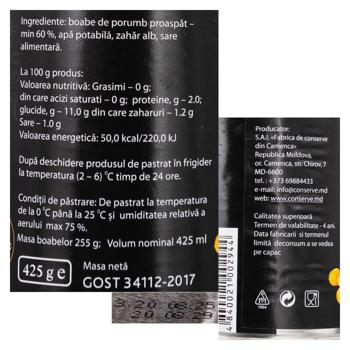 Ingrediente: boabe de porumb proaspăt –
min 60 %, apă potabilă, zahăr alb, sare
alimentară.
La 100 g produs:
Valoarea nutritivă: Grasimi – 0 g;
din care acizi saturati – 0 g; proteine, g – 2.0;
glucide, g – 11,0 g din care zaharuri – 1.2 g
Sare – 1.0 g
Valoarea energetică: 50,0 kcal/220,0 kJ
După deschidere produsul de pastrat în frigider
la temperatura (2 – 6) °C timp de 24 ore.
Condiții de păstrare: De pastrat la temperatura
de la 0 °C până la 25 °C și umiditatea relativă a
aerului max 75 %.
Masa boabelor 255 g; Volum nominal 425 ml
425 g e
Masa netă
GOST 34112-2017
Producator:
S.A.I. «Fabrica de conserve
din Camenca»
Republica Moldova,
or. Camenca, str. Chirov, 7
MD-6600
tel.: +373 69884433
e-mail: info@conserve.md
web: www.conserve.md
Calitatea superioară
Termen de valabilitate - 4 ani.
Data fabricarii si termenul
limită deconsum a se vedea
pe capac
4840021002944